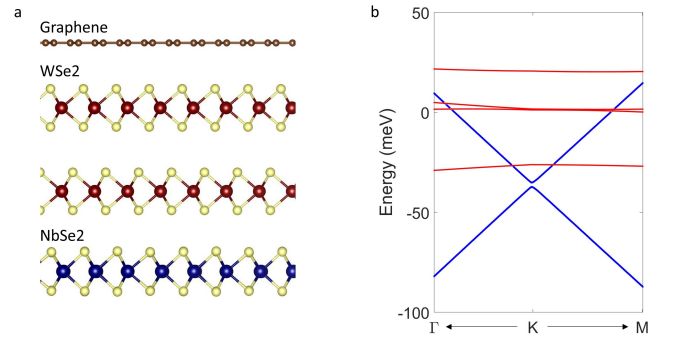 a
Graphene
WSe2
NbSe2
b
Energy (meV)
50
0
-50
-100
Γ K M